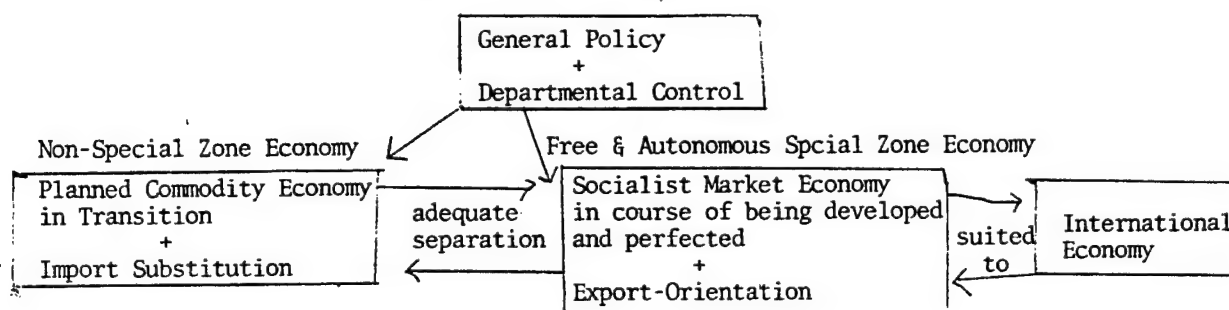 General Policy
+
Departmental Control
Non-Special Zone Economy
Free & Autonomous Spcial Zone Economy
Planned Commodity Economy
in Transition
+
Import Substitution
adequate
separation
Socialist Market Economy
in course of being developed
and perfected
+
Export-Orientation
suited
to
International
Economy